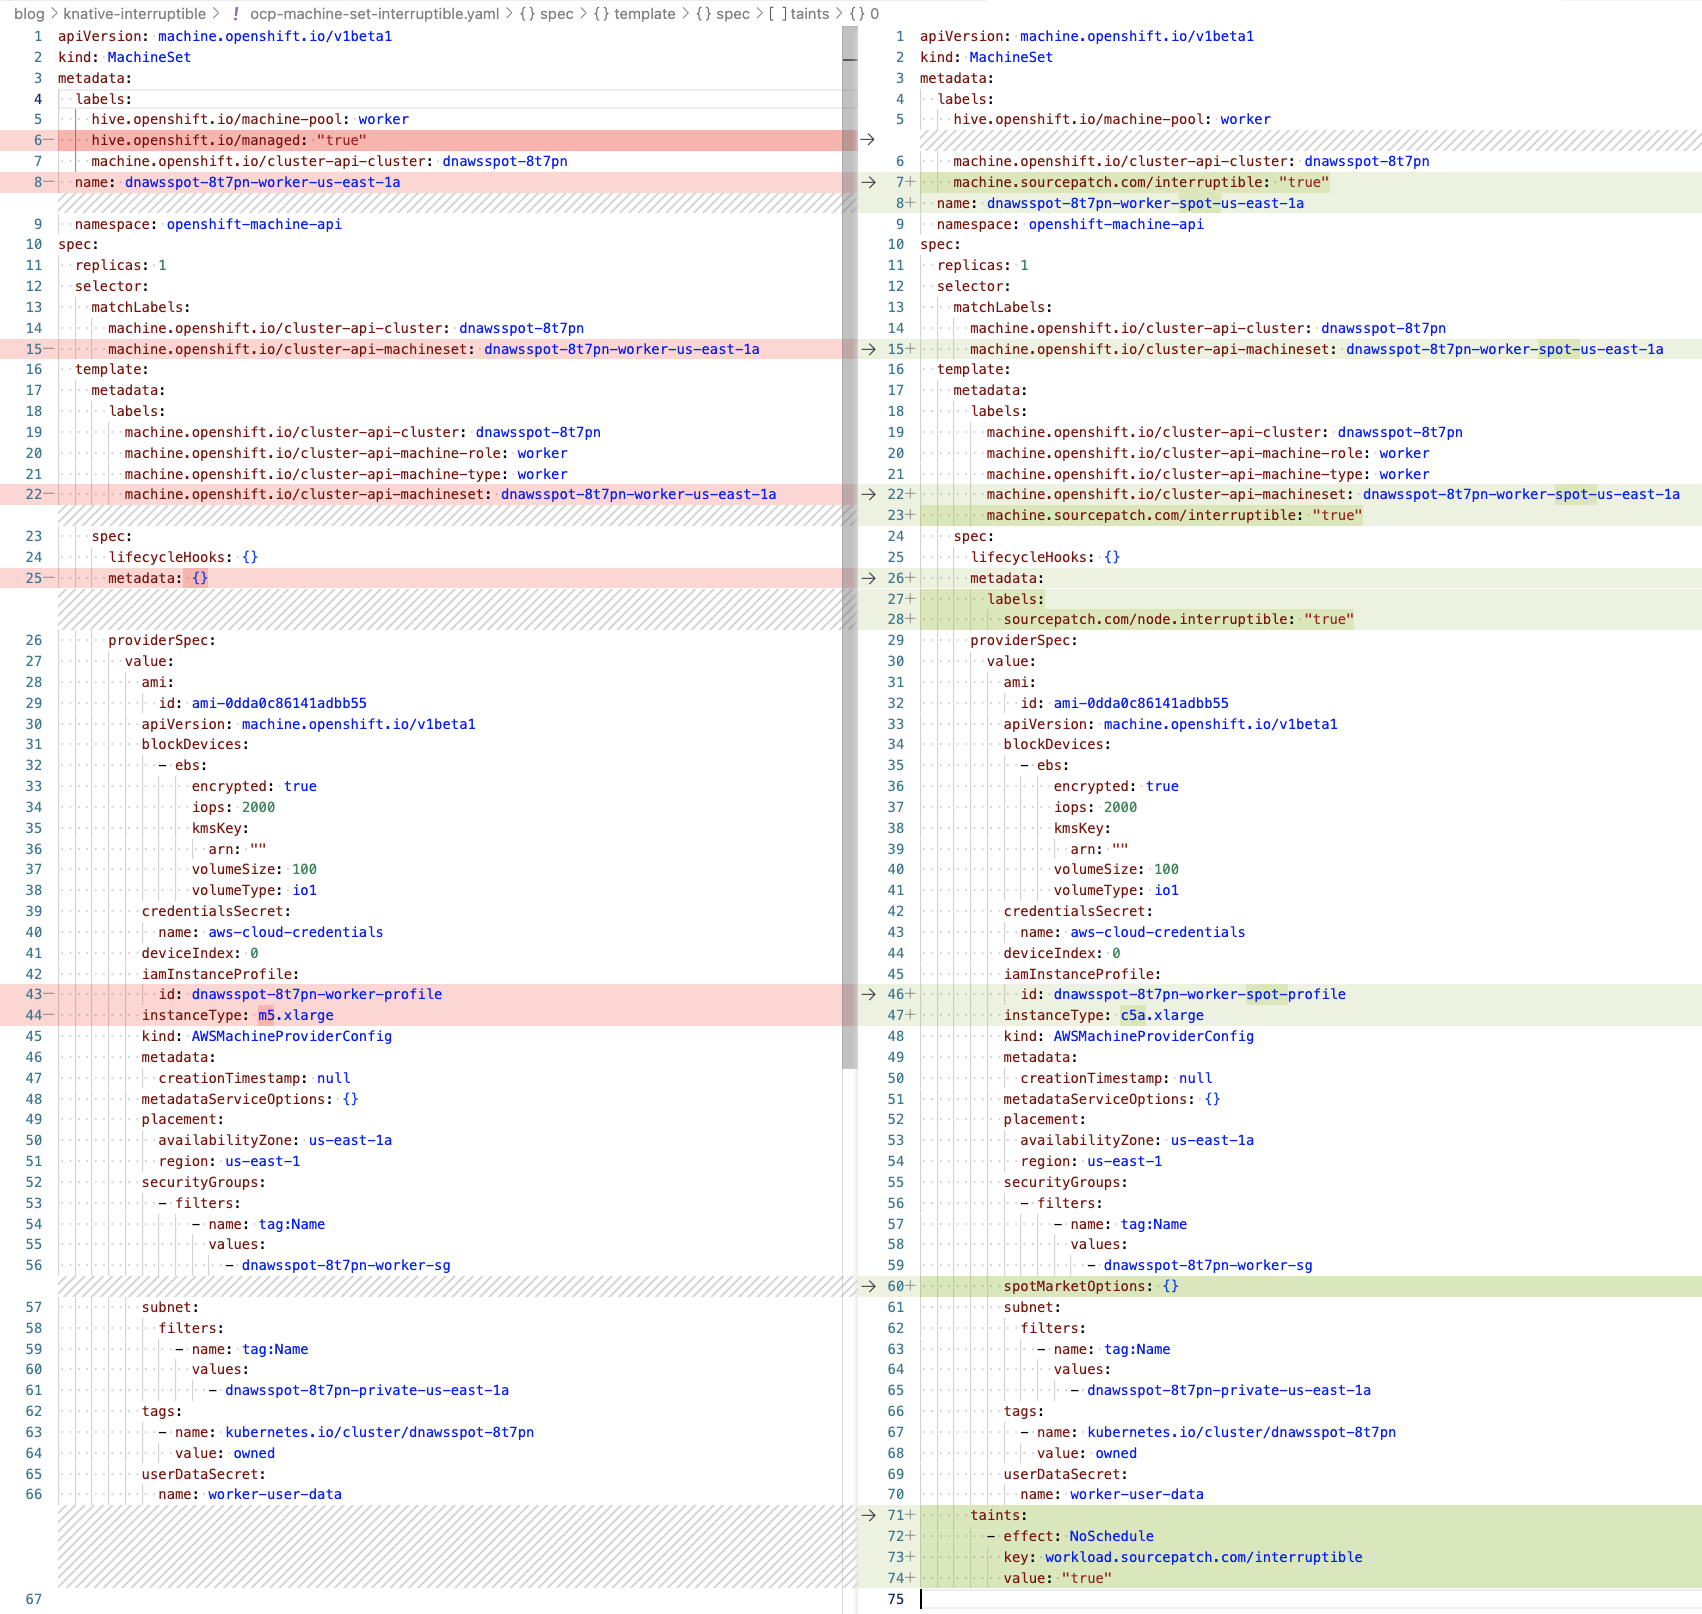 blog > knative-interruptible > ! ocp-machine-set-interruptible.yaml > {} spec > {} template > {} spec > [ ] taints > {} 0
1 apiVersion: machine.openshift.io/v1beta1
2 kind: MachineSet
3 metadata:
4 labels:
5 hive.openshift.io/machine-pool: worker
6— hive.openshift.io/managed: "true"
7 machine.openshift.io/cluster-api-cluster: dnawsspot-8t7pn
8— name: dnawsspot-8t7pn-worker-us-east-1a
9 namespace: openshift-machine-api
10 spec:
11 replicas: 1
12 selector:
13 matchLabels:
14 machine.openshift.io/cluster-api-cluster: dnawsspot-8t7pn
15— machine.openshift.io/cluster-api-machineset: dnawsspot-8t7pn-worker-us-east-1a
16 template:
17 metadata:
18 labels:
19 machine.openshift.io/cluster-api-cluster: dnawsspot-8t7pn
20 machine.openshift.io/cluster-api-machine-role: worker
21 machine.openshift.io/cluster-api-machine-type: worker
22— machine.openshift.io/cluster-api-machineset: dnawsspot-8t7pn-worker-us-east-1a
23 spec:
24 lifecycleHooks: {}
25— metadata: {}
26 providerSpec:
27 value:
28 ami:
29 id: ami-0dda0c86141adbb55
30 apiVersion: machine.openshift.io/v1beta1
31 blockDevices:
32 - ebs:
33 encrypted: true
34 iops: 2000
35 kmsKey:
36 arn: ""
37 volumeSize: 100
38 volumeType: io1
39 credentialsSecret:
40 name: aws-cloud-credentials
41 deviceIndex: 0
42 iamInstanceProfile:
43— id: dnawsspot-8t7pn-worker-profile
44— instanceType: m5.xlarge
45 kind: AWSMachineProviderConfig
46 metadata:
47 creationTimestamp: null
48 metadataServiceOptions: {}
49 placement:
50 availabilityZone: us-east-1a
51 region: us-east-1
52 securityGroups:
53 - filters:
54 - name: tag:Name
55 values:
56 - dnawsspot-8t7pn-worker-sg
57 subnet:
58 filters:
59 - name: tag:Name
60 values:
61 - dnawsspot-8t7pn-private-us-east-1a
62 tags:
63 - name: kubernetes.io/cluster/dnawsspot-8t7pn
64 value: owned
65 userDataSecret:
66 name: worker-user-data
67
1 apiVersion: machine.openshift.io/v1beta1
2 kind: MachineSet
3 metadata:
4 labels:
5 hive.openshift.io/machine-pool: worker
6 machine.openshift.io/cluster-api-cluster: dnawsspot-8t7pn
7+ machine.sourcepatch.com/interruptible: "true"
8+ name: dnawsspot-8t7pn-worker-spot-us-east-1a
9 namespace: openshift-machine-api
10 spec:
11 replicas: 1
12 selector:
13 matchLabels:
14 machine.openshift.io/cluster-api-cluster: dnawsspot-8t7pn
15+ machine.openshift.io/cluster-api-machineset: dnawsspot-8t7pn-worker-spot-us-east-1a
16 template:
17 metadata:
18 labels:
19 machine.openshift.io/cluster-api-cluster: dnawsspot-8t7pn
20 machine.openshift.io/cluster-api-machine-role: worker
21 machine.openshift.io/cluster-api-machine-type: worker
22+ machine.openshift.io/cluster-api-machineset: dnawsspot-8t7pn-worker-spot-us-east-1a
23+ machine.sourcepatch.com/interruptible: "true"
24 spec:
25 lifecycleHooks: {}
26+ metadata:
27+ labels:
28+ sourcepatch.com/node.interruptible: "true"
29 providerSpec:
30 value:
31 ami:
32 id: ami-0dda0c86141adbb55
33 apiVersion: machine.openshift.io/v1beta1
34 blockDevices:
35 - ebs:
36 encrypted: true
37 iops: 2000
38 kmsKey:
39 arn: ""
40 volumeSize: 100
41 volumeType: io1
42 credentialsSecret:
43 name: aws-cloud-credentials
44 deviceIndex: 0
45 iamInstanceProfile:
46+ id: dnawsspot-8t7pn-worker-spot-profile
47+ instanceType: c5a.xlarge
48 kind: AWSMachineProviderConfig
49 metadata:
50 creationTimestamp: null
51 metadataServiceOptions: {}
52 placement:
53 availabilityZone: us-east-1a
54 region: us-east-1
55 securityGroups:
56 - filters:
57 - name: tag:Name
58 values:
59 - dnawsspot-8t7pn-worker-sg
60+ spotMarketOptions: {}
61 subnet:
62 filters:
63 - name: tag:Name
64 values:
65 - dnawsspot-8t7pn-private-us-east-1a
66 tags:
67 - name: kubernetes.io/cluster/dnawsspot-8t7pn
68 value: owned
69 userDataSecret:
70 name: worker-user-data
71+ taints:
72+ - effect: NoSchedule
73+ key: workload.sourcepatch.com/interruptible
74+ value: "true"
75